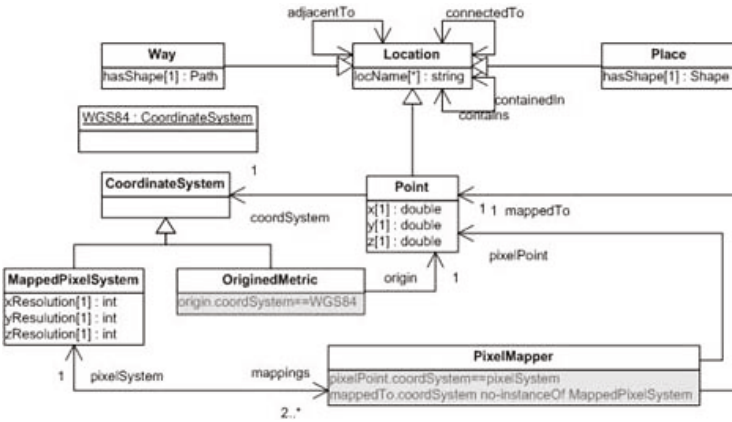 adjacentTo
connectedTo
Way
hasShape[1] : Path
Location
locName[*] : string
Place
hasShape[1] : Shape
containedIn
contains
WGS84 : CoordinateSystem
CoordinateSystem
1
coordSystem
Point
x[1] : double
y[1] : double
z[1] : double
1
1 mappedTo
pixelPoint
MappedPixelSystem
xResolution[1] : int
yResulution[1] : int
zResolution[1] : int
OriginedMetric
origin.coordSystem==WGS84
origin
1
1
pixelSystem
mappings
2..*
PixelMapper
pixelPoint.coordSystem==pixelSystem
mappedTo.coordSystem no-instanceOf MappedPixelSystem